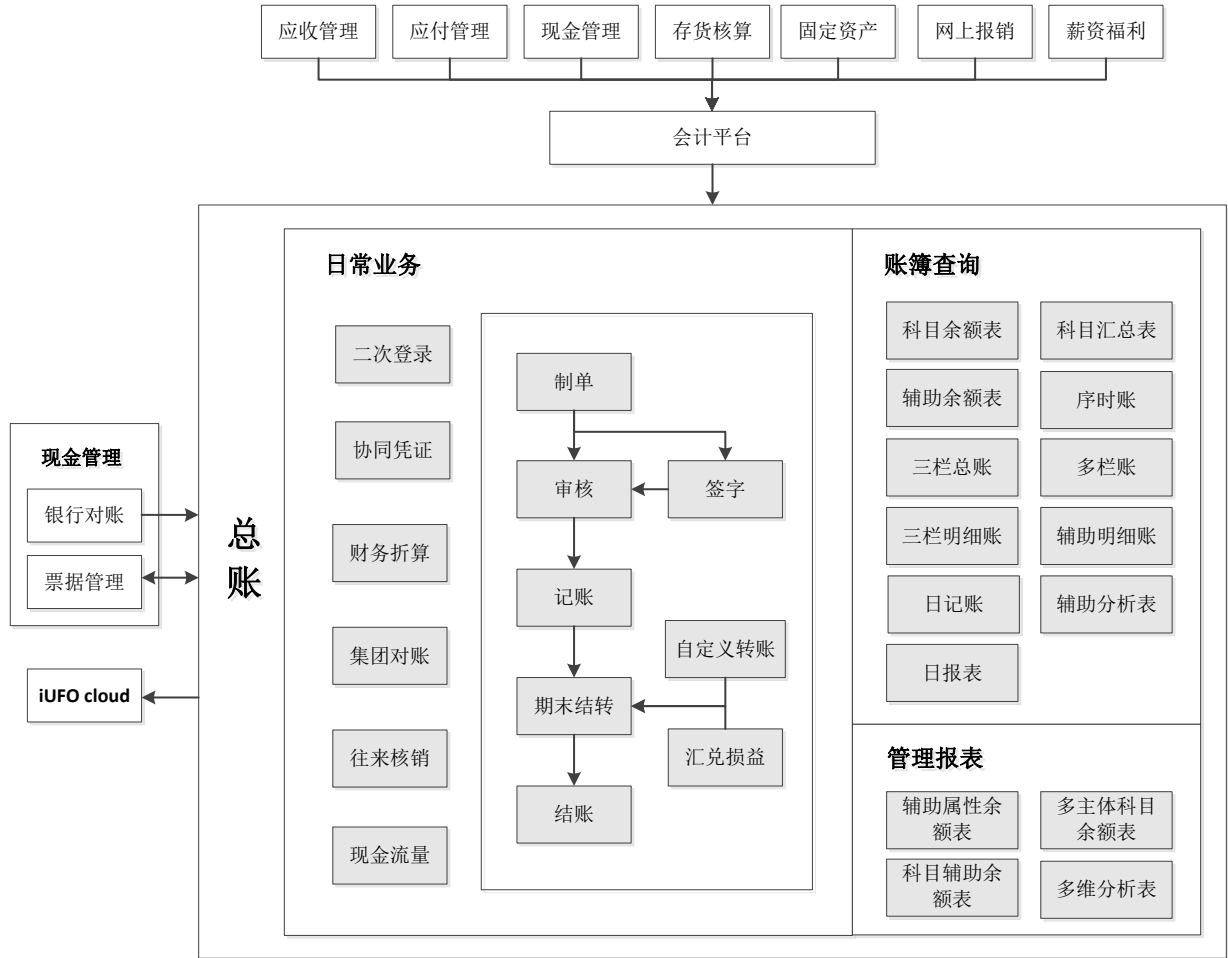 应收管理
应付管理
现金管理
存货核算
固定资产
网上报销
薪资福利
会计平台
现金管理
银行对账
票据管理
iUFO cloud
总
账
日常业务
二次登录
协同凭证
财务折算
集团对账
往来核销
现金流量
制单
审核
签字
记账
自定义转账
期末结转
汇兑损益
结账
账簿查询
科目余额表
科目汇总表
辅助余额表
序时账
三栏总账
多栏账
三栏明细账
辅助明细账
日记账
辅助分析表
日报表
管理报表
辅助属性余
额表
多主体科目
余额表
科目辅助余
额表
多维分析表